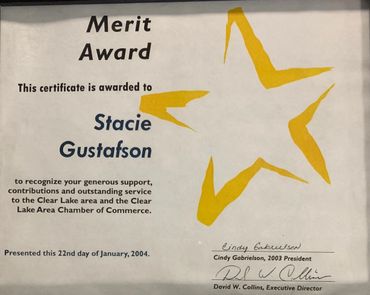 Merit
Award
This certificate is awarded to
Stacie
Gustafson
to recognize your generous support,
contributions and outstanding service
to the Clear Lake area and the Clear
Lake Area Chamber of Commerce.
Presented this 22nd day of January, 2004.
Cindy Gabrielson
Cindy Gabrielson, 2003 President
David W Collins
David W. Collins, Executive Director